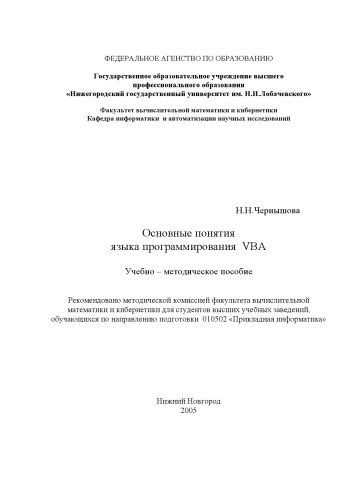 ФЕДЕРАЛЬНОЕ АГЕНСТВО ПО ОБРАЗОВАНИЮ
Государственное образовательное учреждение высшего
профессионального образования
«Нижегородский государственный университет им. Н.И.Лобачевского»
Факультет вычислительной математики и кибернетики
Кафедра информатики и автоматизации научных исследований
Н.Н.Чернышова
Основные понятия
языка программирования VBA
Учебно – методическое пособие
Рекомендовано методической комиссией факультета вычислительной
математики и кибернетики для студентов высших учебных заведений,
обучающихся по направлению подготовки 010502 «Прикладная информатика»
Нижний Новгород
2005